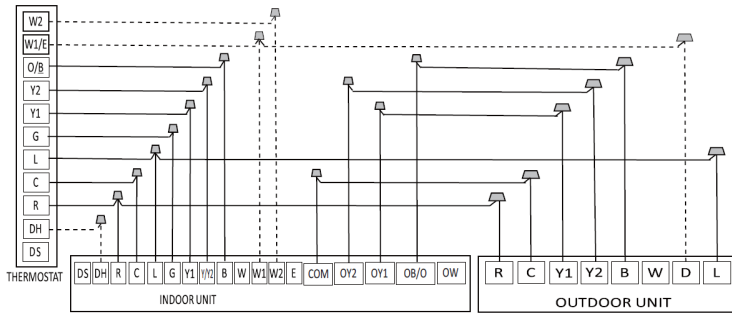 W2
W1/E
O/B
Y2
Y1
G
L
C
R
DH
DS
THERMOSTAT
DS DH R C L G Y1 Y/Y2 B W W1 W2 E COM OY2 OY1 OB/O OW
INDOOR UNIT
R C Y1 Y2 B W D L
OUTDOOR UNIT